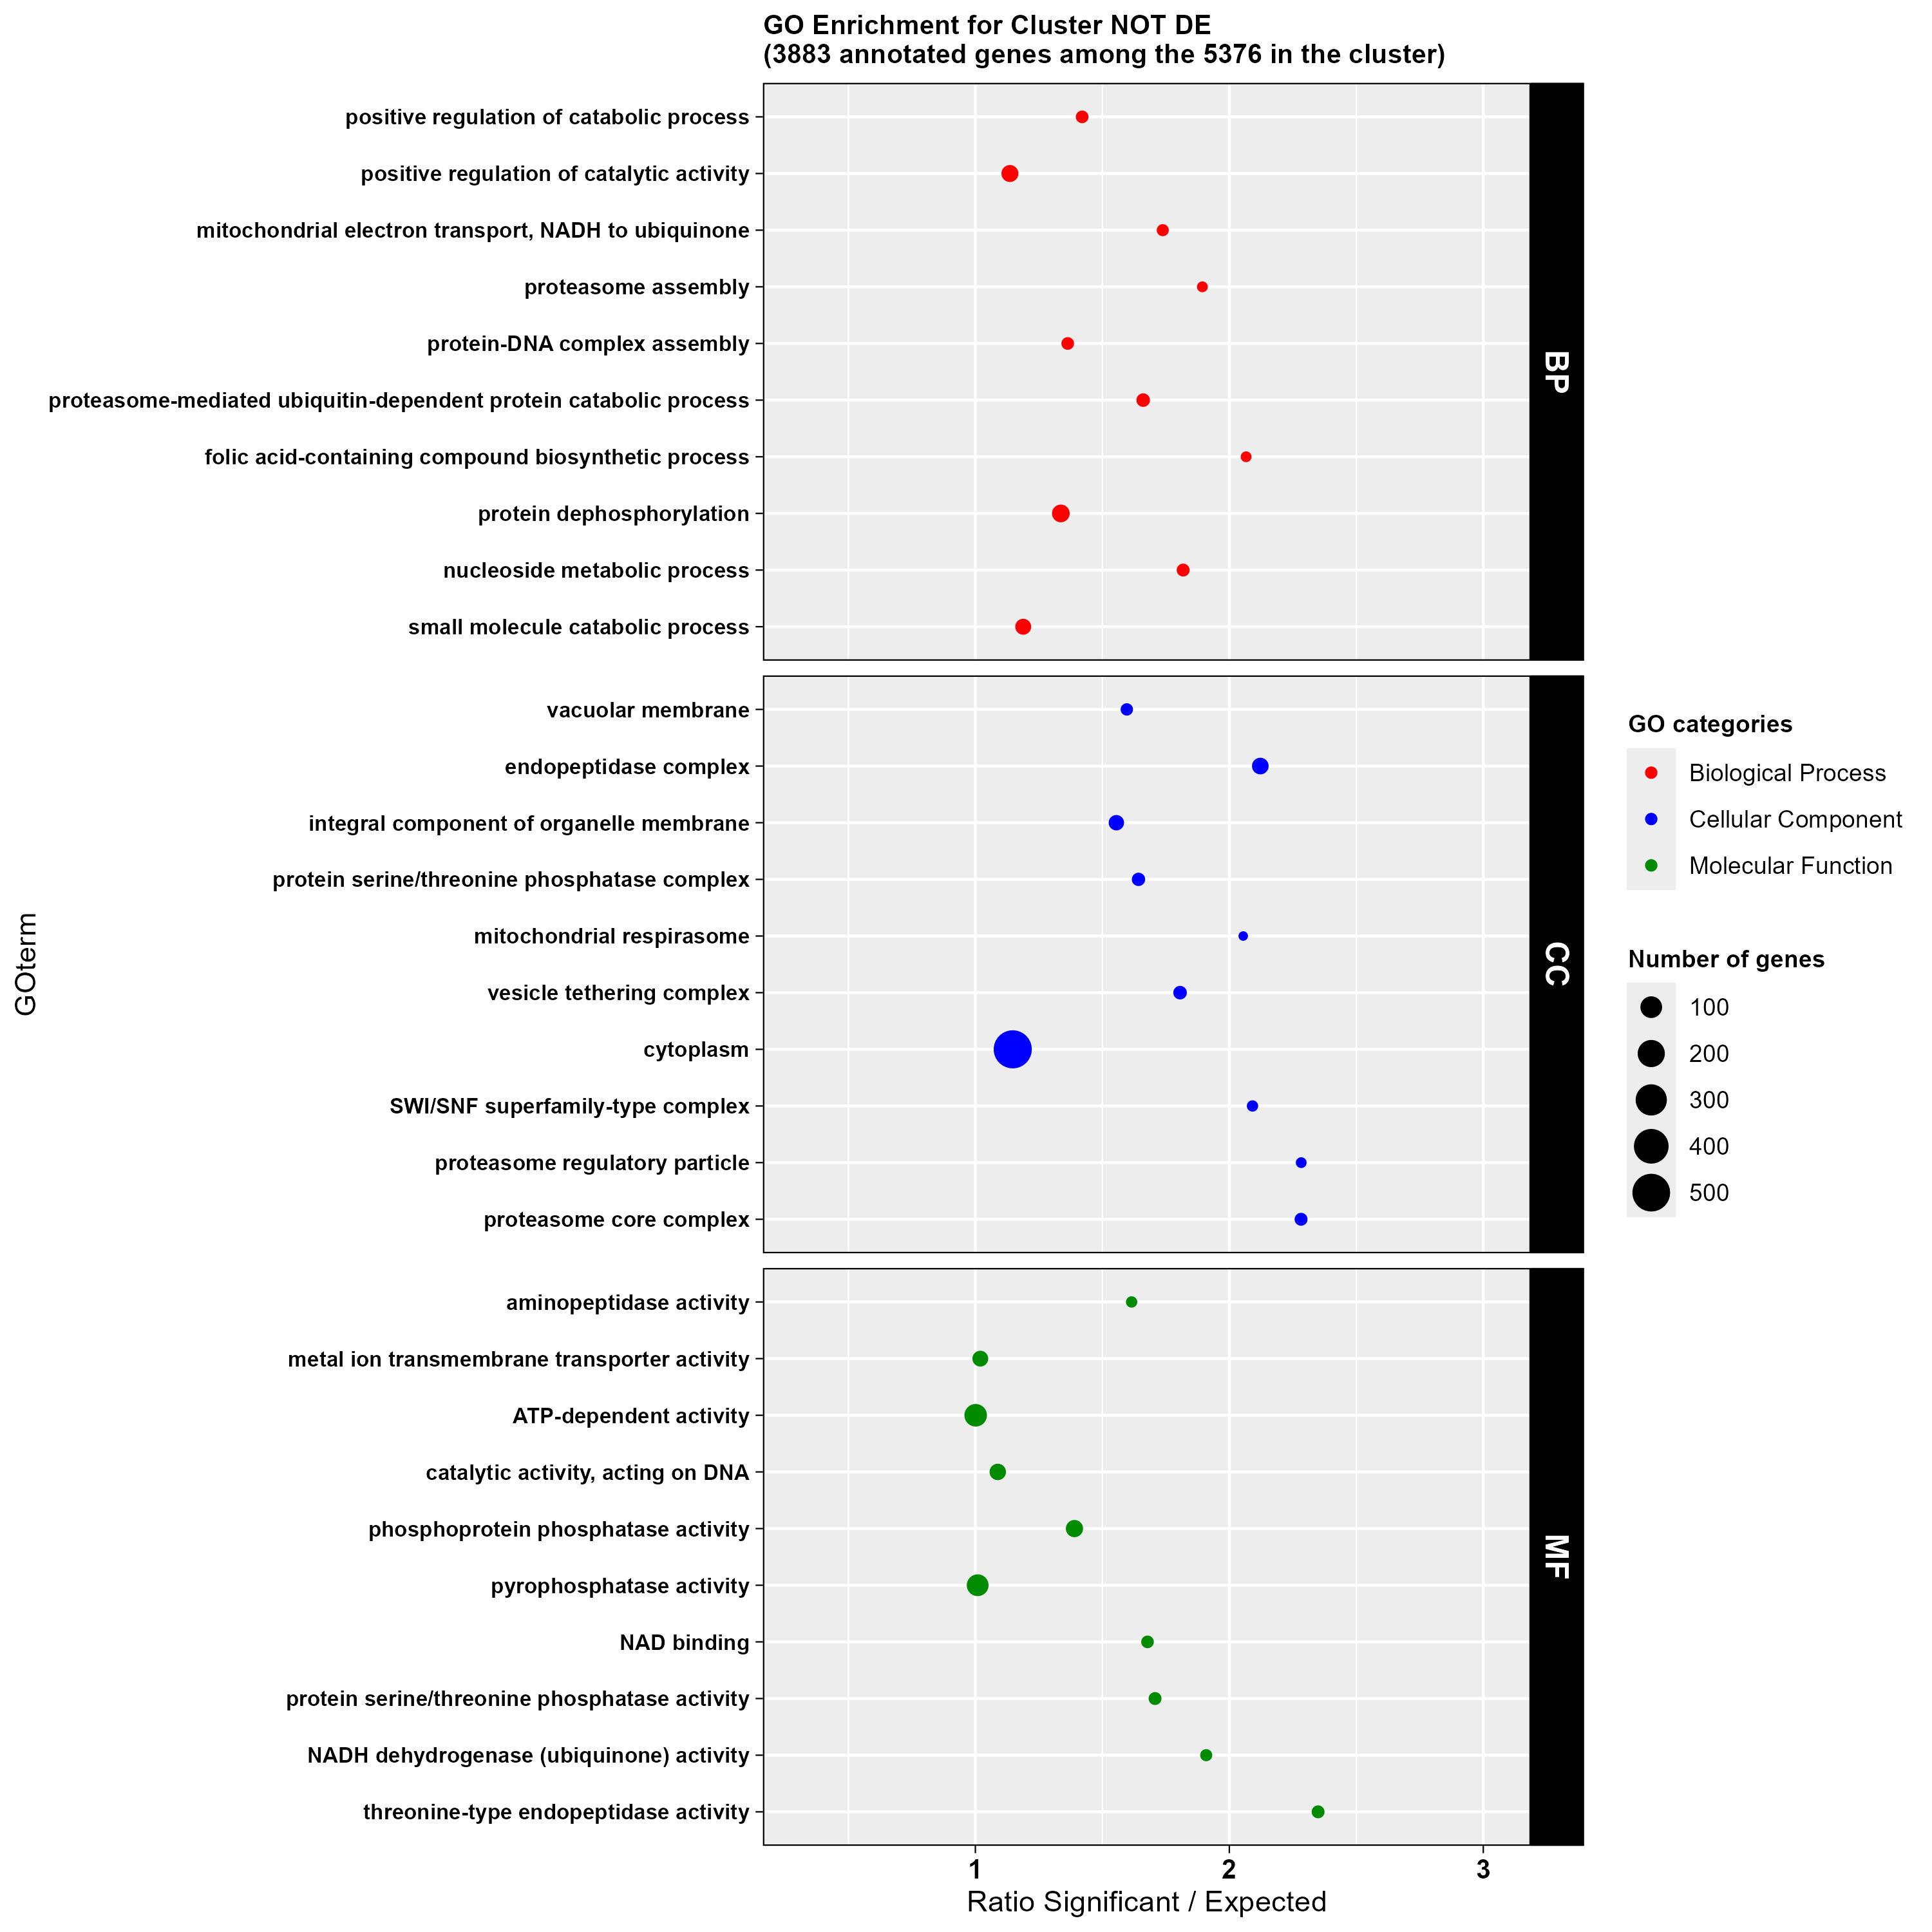 GO Enrichment for Cluster NOT DE
(3883 annotated genes among the 5376 in the cluster)
positive regulation of catabolic process
positive regulation of catalytic activity
mitochondrial electron transport, NADH to ubiquinone
proteasome assembly
protein-DNA complex assembly
proteasome-mediated ubiquitin-dependent protein catabolic process
folic acid-containing compound biosynthetic process
protein dephosphorylation
nucleoside metabolic process
small molecule catabolic process
BP
vacuolar membrane
endopeptidase complex
integral component of organelle membrane
protein serine/threonine phosphatase complex
mitochondrial respirasome
vesicle tethering complex
cytoplasm
SWI/SNF superfamily-type complex
proteasome regulatory particle
proteasome core complex
CC
aminopeptidase activity
metal ion transmembrane transporter activity
ATP-dependent activity
catalytic activity, acting on DNA
phosphoprotein phosphatase activity
pyrophosphatase activity
NAD binding
protein serine/threonine phosphatase activity
NADH dehydrogenase (ubiquinone) activity
threonine-type endopeptidase activity
MF
GOterm
1 2 3
Ratio Significant / Expected
GO categories
Biological Process
Cellular Component
Molecular Function
Number of genes
100
200
300
400
500